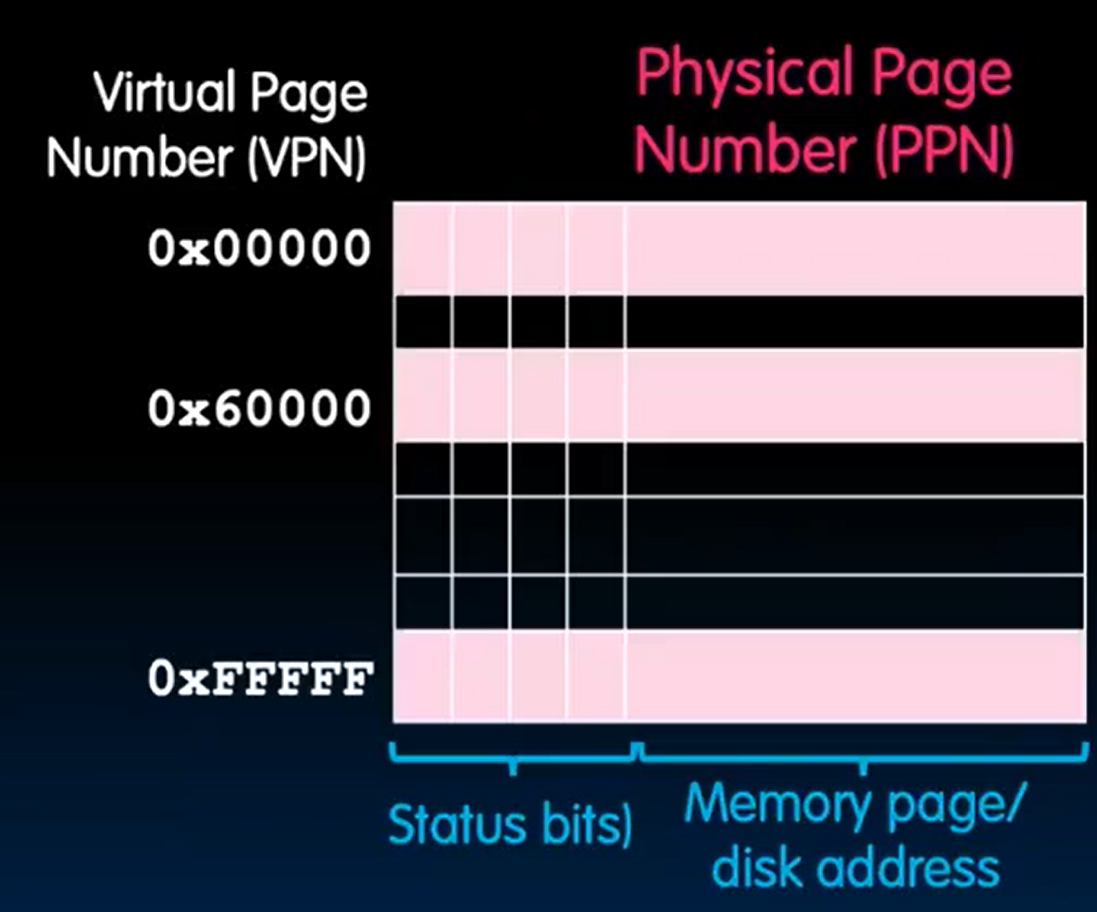 Virtual Page
Number (VPN)
Physical Page
Number (PPN)
0x00000
0x60000
0xFFFFF
Status bits)
Memory page/
disk address